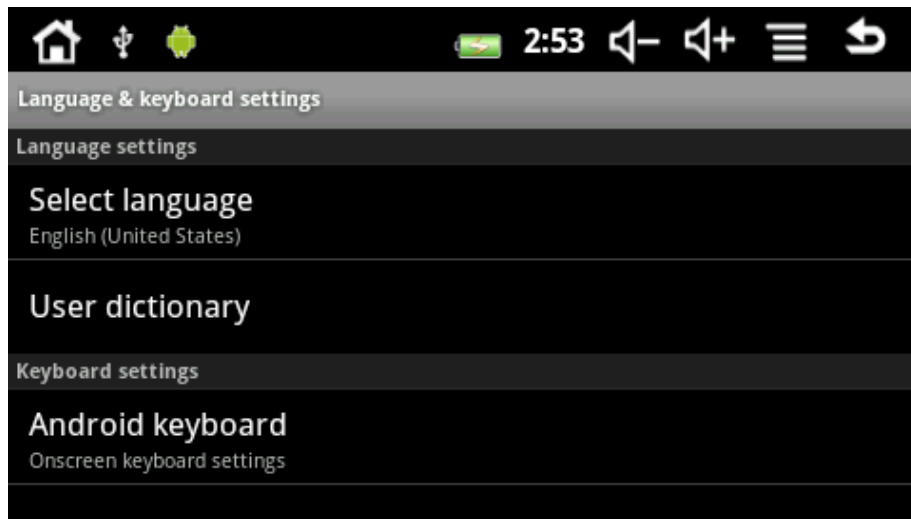 2:53
Language & keyboard settings
Language settings
Select language
English (United States)
User dictionary
Keyboard settings
Android keyboard
Onscreen keyboard settings